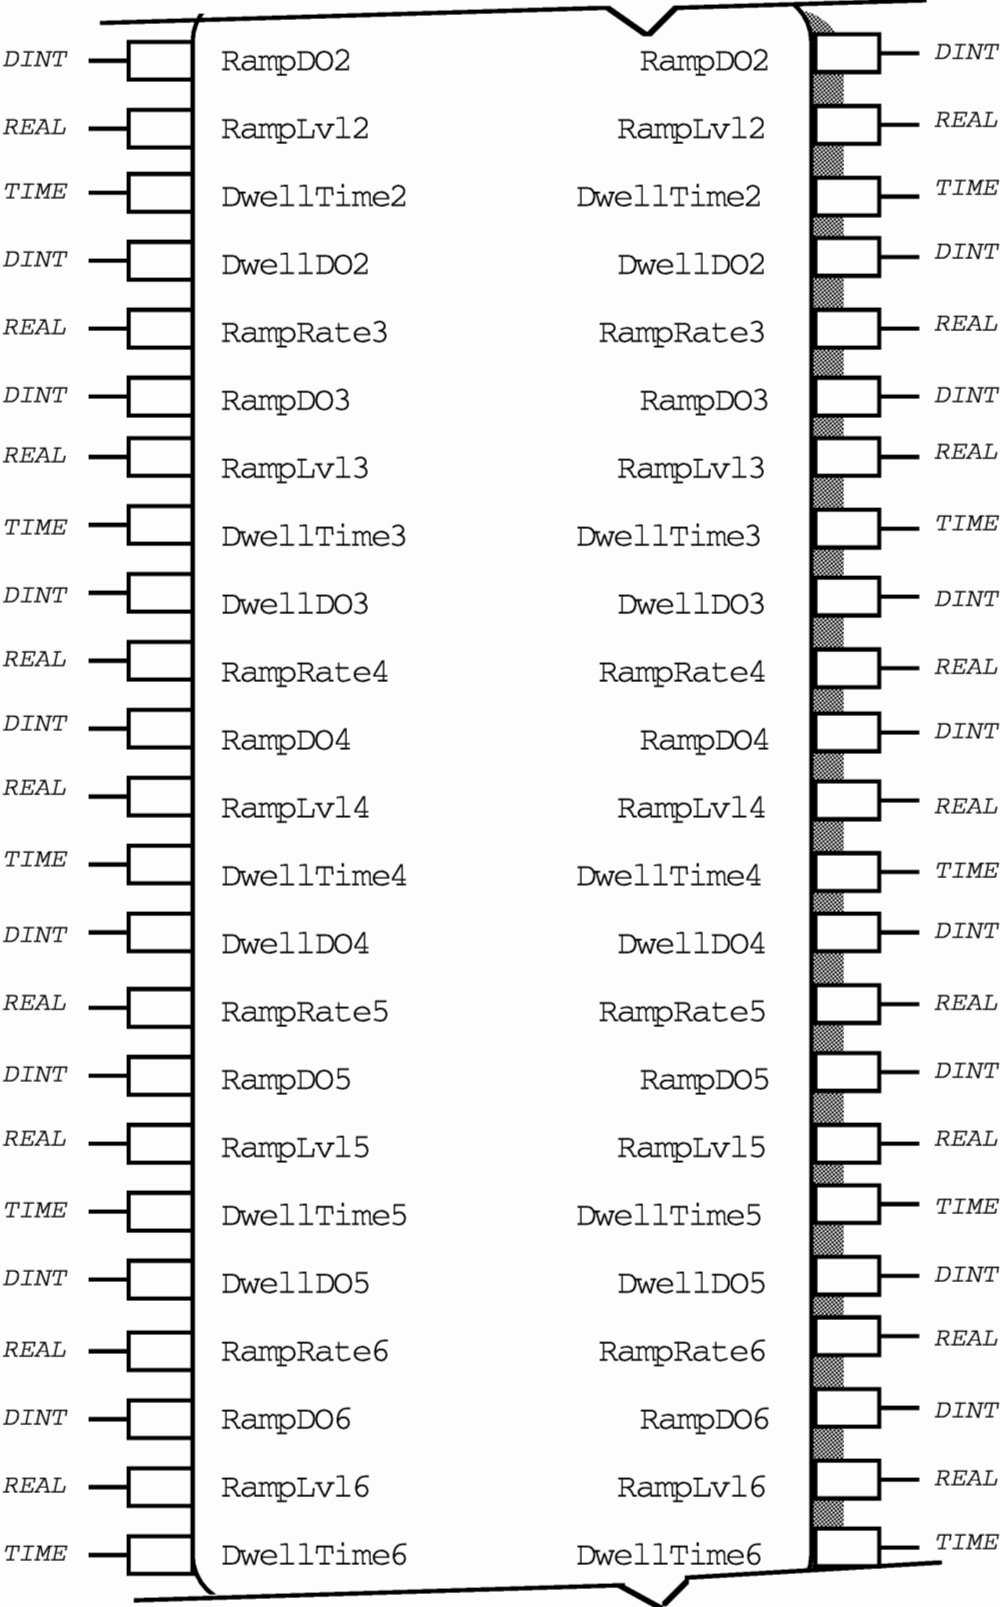 DINT RampDO2 RampDO2 DINT
REAL RampLvl2 RampLvl2 REAL
TIME DwellTime2 DwellTime2 TIME
DINT DwellDO2 DwellDO2 DINT
REAL RampRate3 RampRate3 REAL
DINT RampDO3 RampDO3 DINT
REAL RampLvl3 RampLvl3 REAL
TIME DwellTime3 DwellTime3 TIME
DINT DwellDO3 DwellDO3 DINT
REAL RampRate4 RampRate4 REAL
DINT RampDO4 RampDO4 DINT
REAL RampLvl4 RampLvl4 REAL
TIME DwellTime4 DwellTime4 TIME
DINT DwellDO4 DwellDO4 DINT
REAL RampRate5 RampRate5 REAL
DINT RampDO5 RampDO5 DINT
REAL RampLvl5 RampLvl5 REAL
TIME DwellTime5 DwellTime5 TIME
DINT DwellDO5 DwellDO5 DINT
REAL RampRate6 RampRate6 REAL
DINT RampDO6 RampDO6 DINT
REAL RampLvl6 RampLvl6 REAL
TIME DwellTime6 DwellTime6 TIME